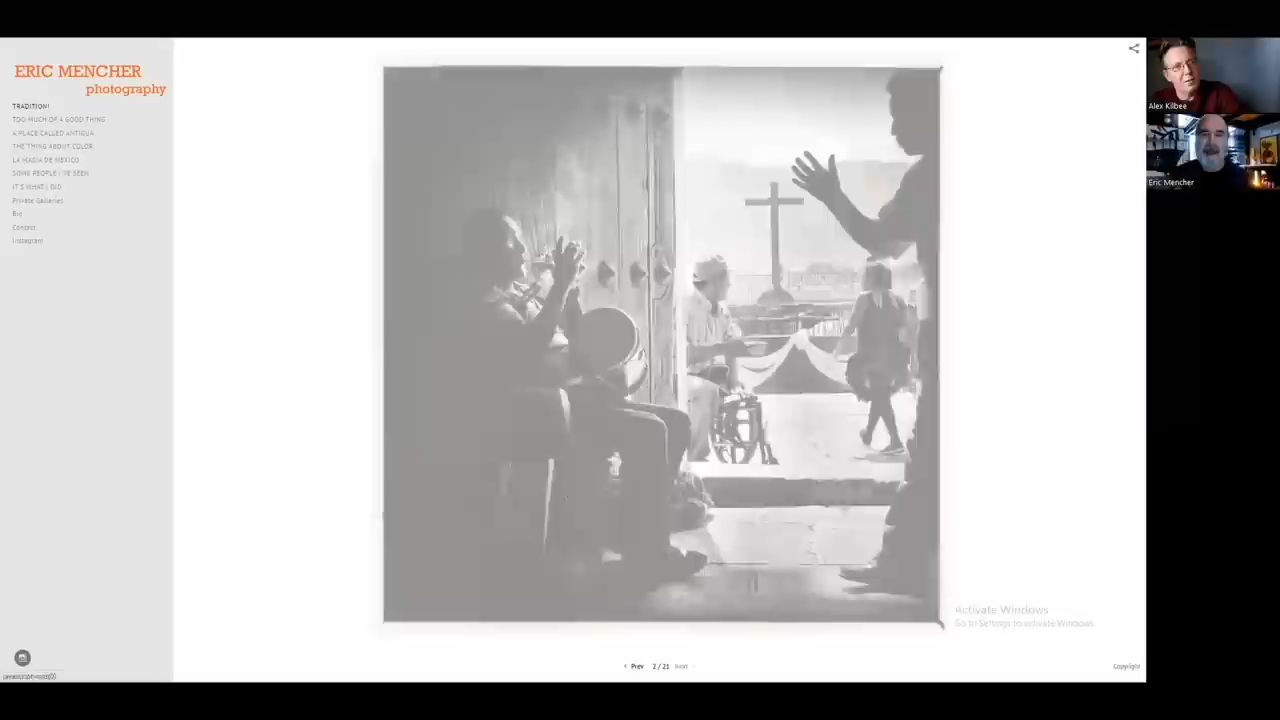 ERIC MENCHER
photography
TRADITION!
TOO MUCH OF A GOOD THING
A PLACE CALLED ANTIGUA
THE THING ABOUT COLOR
LA MAGIA DE MEXICO
SOME PEOPLE I'VE SEEN
IT'S WHAT I DID
Private Galleries
Bio
Contact
Instagram
Alex Kilbee
Eric Mencher
Activate Windows
Go to Settings to activate Windows.
‹ Prev 2 / 21 Next ›
Copyright